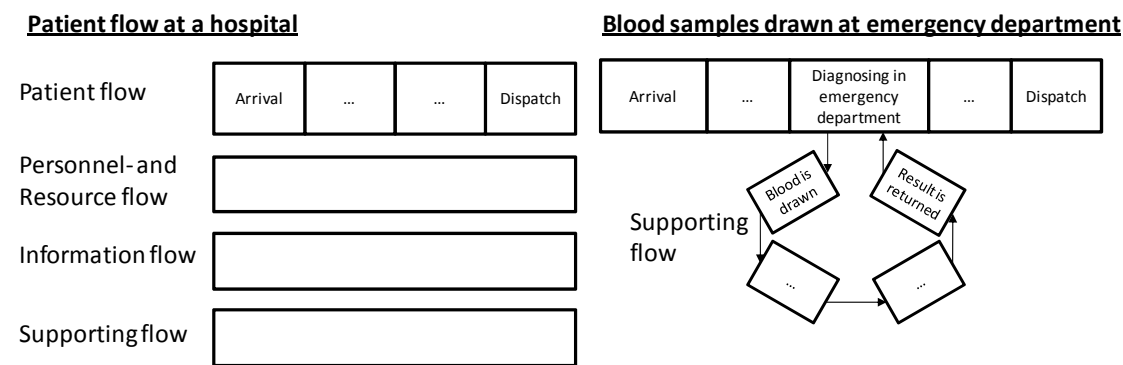 Patient flow at a hospital
Patient flow
Arrival
...
...
Dispatch
Personnel- and
Resource flow
Information flow
Supporting flow
Blood samples drawn at emergency department
Arrival
...
Diagnosing in
emergency
department
...
Dispatch
Blood is
drawn
Result is
returned
Supporting
flow
...
...